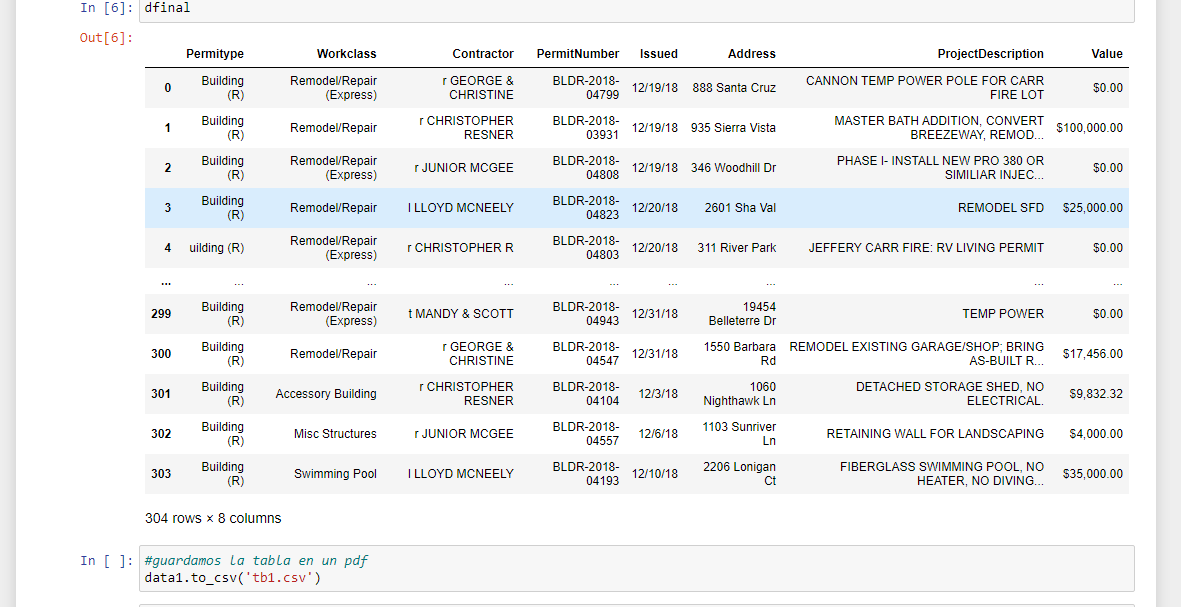 In [6]: dfinal
Out[6]:
Permitype Workclass Contractor PermitNumber Issued Address ProjectDescription Value
0 Building (R) Remodel/Repair (Express) r GEORGE & CHRISTINE BLDR-2018-04799 12/19/18 888 Santa Cruz CANNON TEMP POWER POLE FOR CARR FIRE LOT $0.00
1 Building (R) Remodel/Repair r CHRISTOPHER RESNER BLDR-2018-03931 12/19/18 935 Sierra Vista MASTER BATH ADDITION, CONVERT BREEZEWAY, REMOD... $100,000.00
2 Building (R) Remodel/Repair (Express) r JUNIOR MCGEE BLDR-2018-04808 12/19/18 346 Woodhill Dr PHASE I- INSTALL NEW PRO 380 OR SIMILIAR INJEC... $0.00
3 Building (R) Remodel/Repair l LLOYD MCNEELY BLDR-2018-04823 12/20/18 2601 Sha Val REMODEL SFD $25,000.00
4 uilding (R) Remodel/Repair (Express) r CHRISTOPHER R BLDR-2018-04803 12/20/18 311 River Park JEFFERY CARR FIRE: RV LIVING PERMIT $0.00
... ... ... ... ... ... ... ... ...
299 Building (R) Remodel/Repair (Express) t MANDY & SCOTT BLDR-2018-04943 12/31/18 19454 Belleterre Dr TEMP POWER $0.00
300 Building (R) Remodel/Repair r GEORGE & CHRISTINE BLDR-2018-04547 12/31/18 1550 Barbara Rd REMODEL EXISTING GARAGE/SHOP; BRING AS-BUILT R... $17,456.00
301 Building (R) Accessory Building r CHRISTOPHER RESNER BLDR-2018-04104 12/3/18 1060 Nighthawk Ln DETACHED STORAGE SHED, NO ELECTRICAL. $9,832.32
302 Building (R) Misc Structures r JUNIOR MCGEE BLDR-2018-04557 12/6/18 1103 Sunriver Ln RETAINING WALL FOR LANDSCAPING $4,000.00
303 Building (R) Swimming Pool l LLOYD MCNEELY BLDR-2018-04193 12/10/18 2206 Lonigan Ct FIBERGLASS SWIMMING POOL, NO HEATER, NO DIVING... $35,000.00
304 rows × 8 columns
In [ ]: #guardamos la tabla en un pdf
data1.to_csv('tb1.csv')